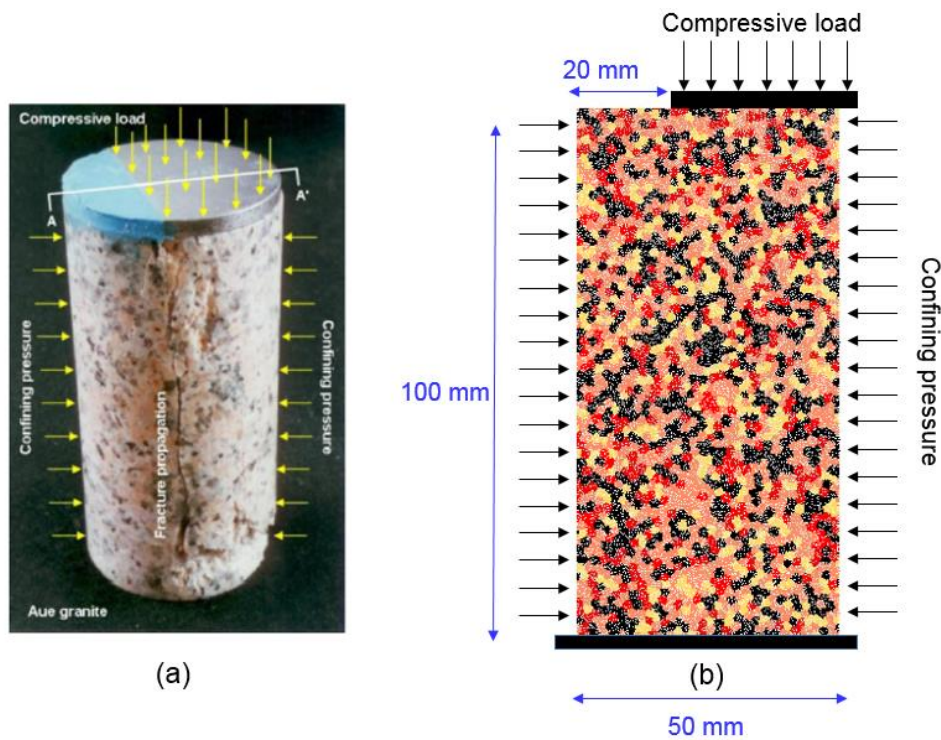 Compressive load
A
A'
Confining pressure
Fracture propagation
Confining pressure
Aue granite
(a)
Compressive load
20 mm
100 mm
Confining pressure
(b)
50 mm